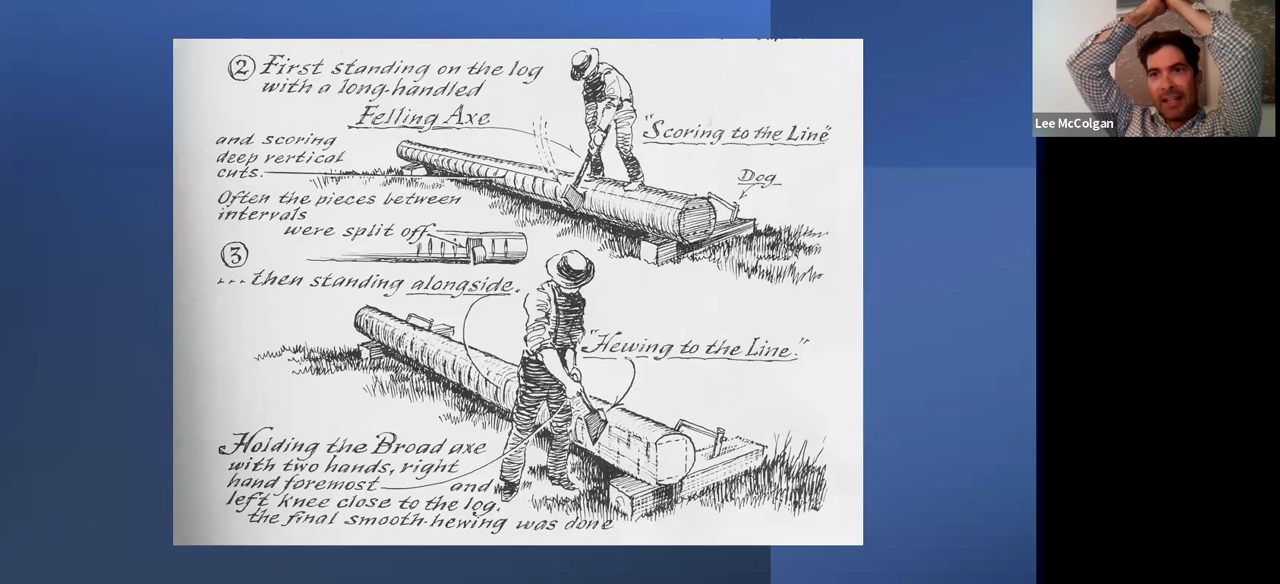 ② First standing on the log
with a long-handled
Felling Axe
"Scoring to the Line"
and scoring
deep vertical
cuts.
Dog
Often the pieces between
intervals
were split off.
③
... then standing alongside.
"Hewing to the Line."
Holding the Broad axe
with two hands, right
hand foremost and
left knee close to the log.
the final smooth-hewing was done
Lee McColgan